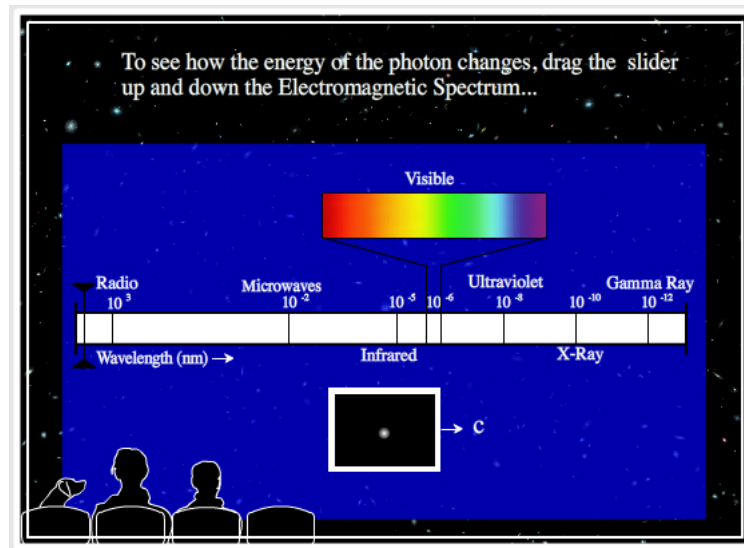 To see how the energy of the photon changes, drag the slider
up and down the Electromagnetic Spectrum...
Visible
Radio Microwaves Ultraviolet Gamma Ray
10 3 10 -2 10 -5 10 -6 10 -8 10 -10 10 -12
Wavelength (nm) → Infrared X-Ray
→ c